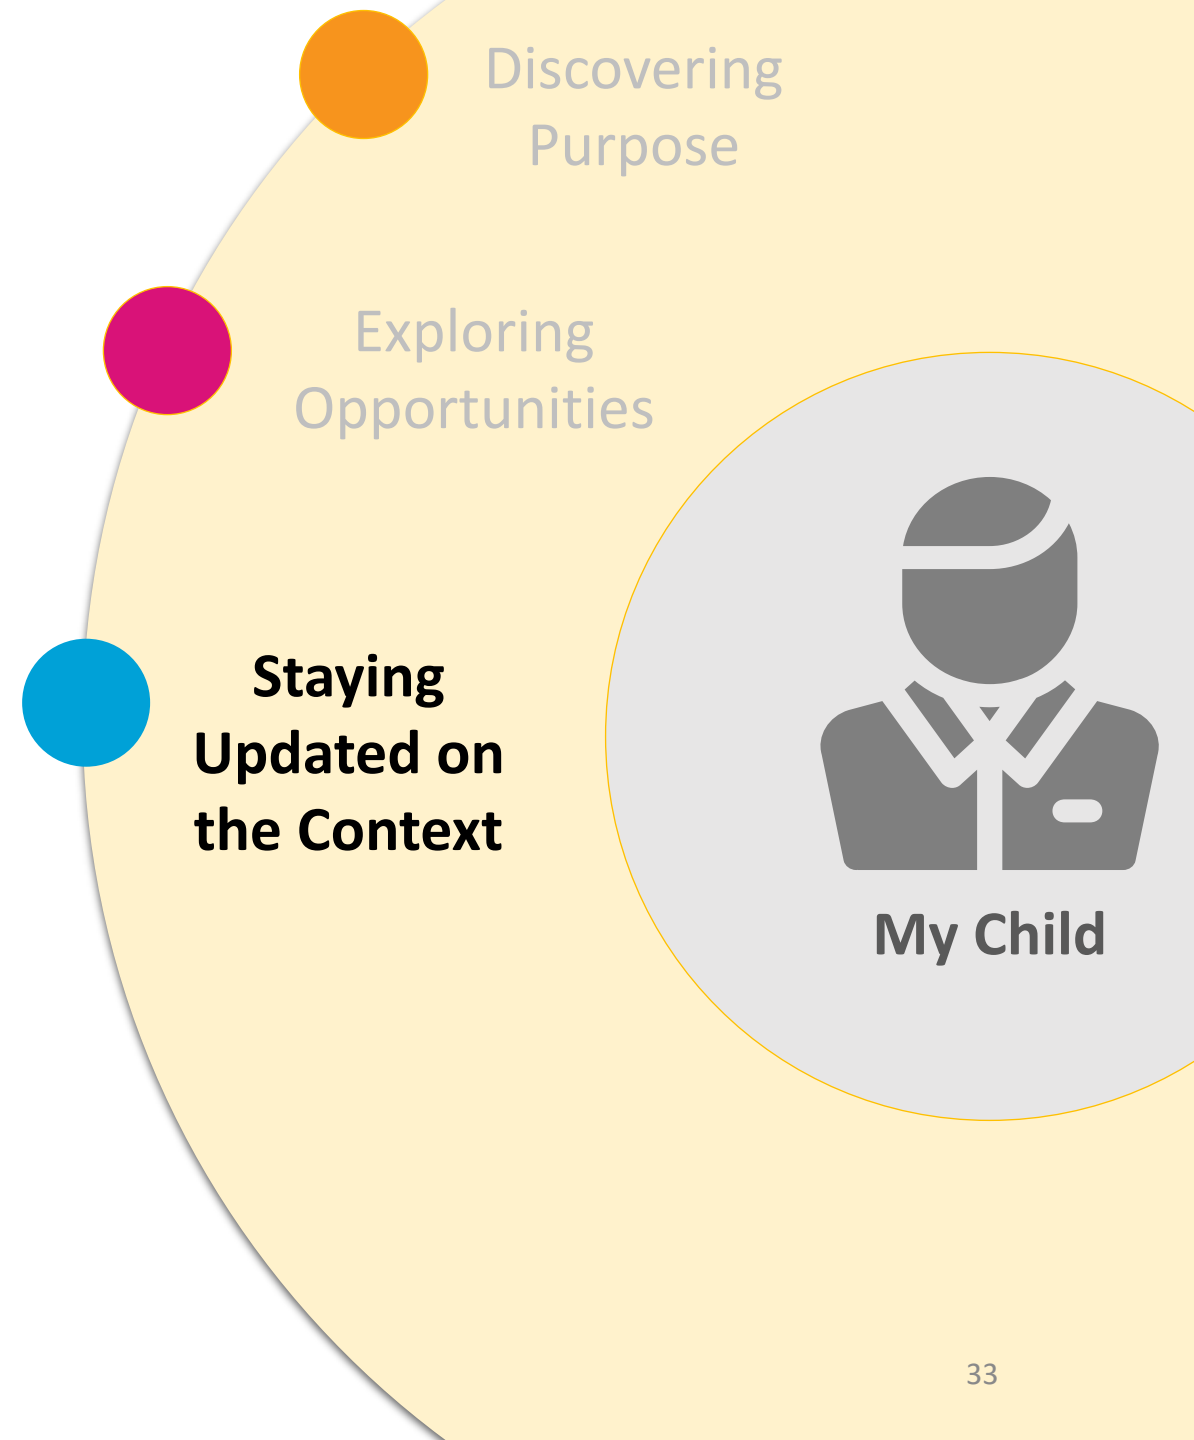 Discovering
Purpose
Exploring
Opportunities
Staying
Updated on
the Context
My Child
33